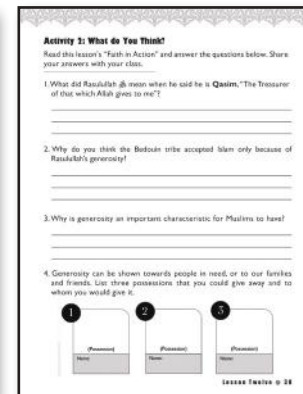 Activity 2: What do You Think?
Read this lesson's "Faith in Action" and answer the questions below. Share
your answers with your class.
1. What did Rasulullah ﷺ mean when he said he is Qasim, "The Treasurer
of that which Allah gives to me"?
2. Why do you think the Bedouin tribe accepted Islam only because of
Rasulullah's generosity?
3. Why is generosity an important characteristic for Muslims to have?
4. Generosity can be shown towards people in need, or to our families
and friends. List three possessions that you could give away and to
whom you would give it.
1 2 3
(Possession) (Possession) (Possession)
Name: Name: Name:
Lesson Twelve